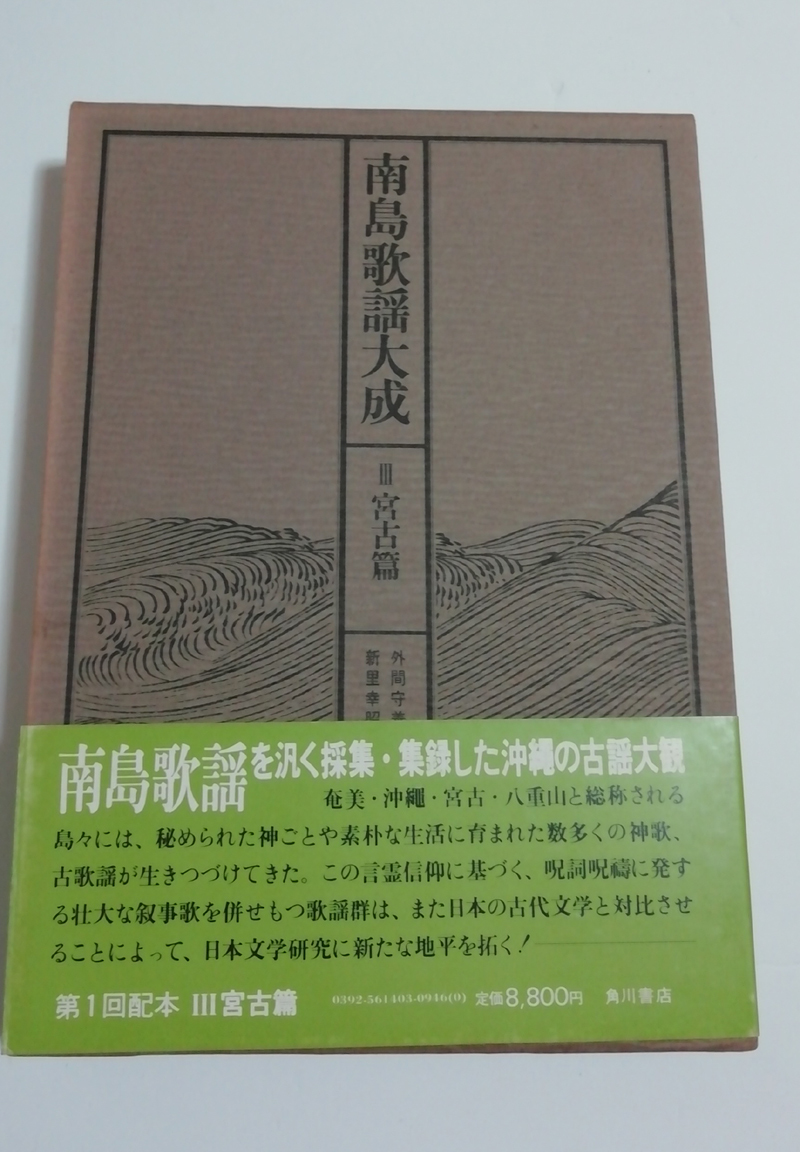 南島歌謡大成
Ⅲ 宮古篇
外間守善
新里幸昭
南島歌謡を汎く採集・集録した沖縄の古謡大観
奄美・沖縄・宮古・八重山と総称される
島々には、秘められた神ごとや素朴な生活に育まれた数多くの神歌、
古歌謡が生きつづけてきた。この言霊信仰に基づく、呪詞呪禱に発す
る壮大な叙事歌を併せもつ歌謡群は、また日本の古代文学と対比させ
ることによって、日本文学研究に新たな地平を拓く!
第1回配本 Ⅲ宮古篇 0392-561403-0946(0) 定価8,800円 角川書店